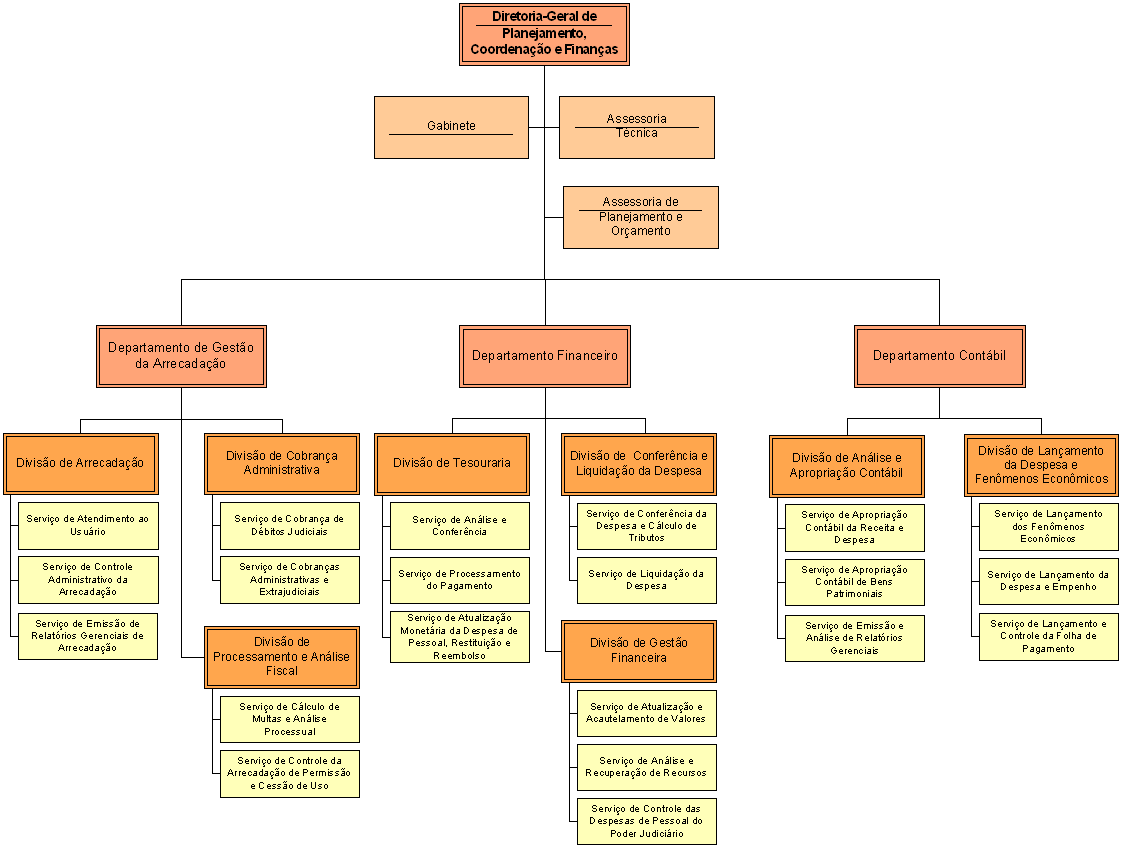 Diretoria-Geral de
Planejamento,
Coordenação e Finanças
Gabinete
Assessoria
Técnica
Assessoria de
Planejamento e
Orçamento
Departamento de Gestão
da Arrecadação
Departamento Financeiro
Departamento Contábil
Divisão de Arrecadação
Serviço de Atendimento ao
Usuário
Serviço de Controle
Administrativo da
Arrecadação
Serviço de Emissão de
Relatórios Gerenciais de
Arrecadação
Divisão de Cobrança
Administrativa
Serviço de Cobrança de
Débitos Judiciais
Serviço de Cobranças
Administrativas e
Extrajudiciais
Divisão de
Processamento e Análise
Fiscal
Serviço de Cálculo de
Multas e Análise
Processual
Serviço de Controle da
Arrecadação de Permissão
e Cessão de Uso
Divisão de Tesouraria
Serviço de Análise e
Conferência
Serviço de Processamento
do Pagamento
Serviço de Atualização
Monetária da Despesa de
Pessoal, Restituição e
Reembolso
Divisão de Conferência e
Liquidação da Despesa
Serviço de Conferência da
Despesa e Cálculo de
Tributos
Serviço de Liquidação da
Despesa
Divisão de Gestão
Financeira
Serviço de Atualização e
Acautelamento de Valores
Serviço de Análise e
Recuperação de Recursos
Serviço de Controle das
Despesas de Pessoal do
Poder Judiciário
Divisão de Análise e
Apropriação Contábil
Serviço de Apropriação
Contábil da Receita e
Despesa
Serviço de Apropriação
Contábil de Bens
Patrimoniais
Serviço de Emissão e
Análise de Relatórios
Gerenciais
Divisão de Lançamento
da Despesa e
Fenômenos Econômicos
Serviço de Lançamento
dos Fenômenos
Econômicos
Serviço de Lançamento da
Despesa e Empenho
Serviço de Lançamento e
Controle da Folha de
Pagamento